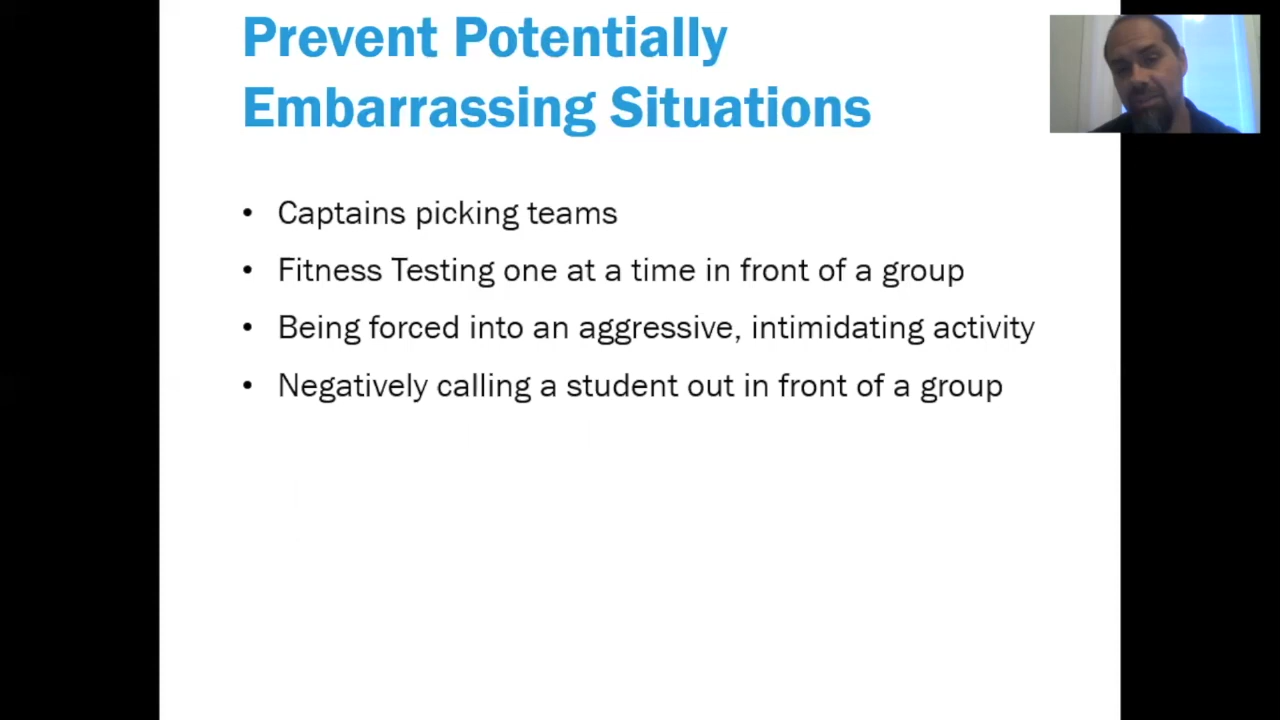 Prevent Potentially
Embarrassing Situations
• Captains picking teams
• Fitness Testing one at a time in front of a group
• Being forced into an aggressive, intimidating activity
• Negatively calling a student out in front of a group